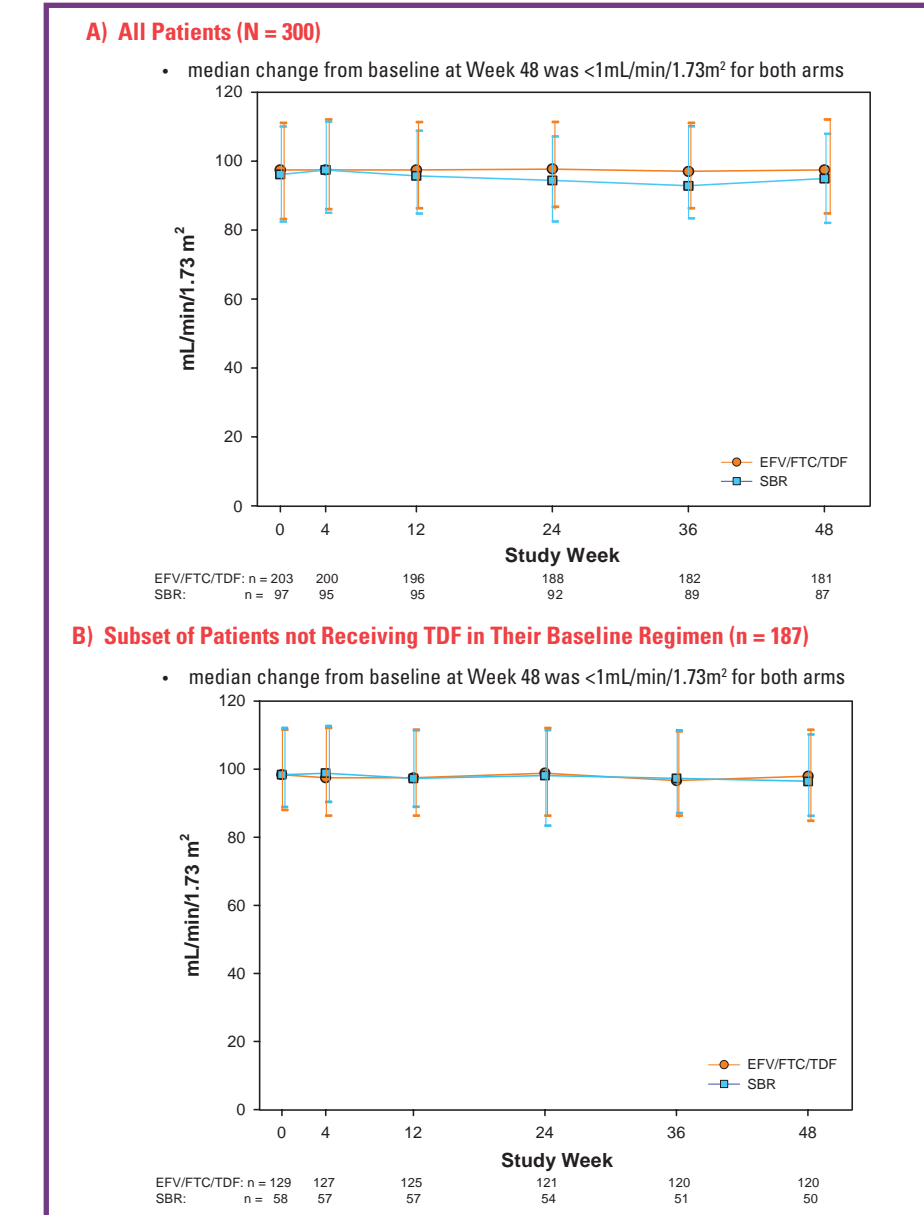 A) All Patients (N = 300)
• median change from baseline at Week 48 was <1mL/min/1.73m² for both arms
120
100
80
60
40
20
0
mL/min/1.73 m²
EFV/FTC/TDF
SBR
0 4 12 24 36 48
Study Week
EFV/FTC/TDF: n = 203 200 196 188 182 181
SBR: n = 97 95 95 92 89 87
B) Subset of Patients not Receiving TDF in Their Baseline Regimen (n = 187)
• median change from baseline at Week 48 was <1mL/min/1.73m² for both arms
120
100
80
60
40
20
0
mL/min/1.73 m²
EFV/FTC/TDF
SBR
0 4 12 24 36 48
Study Week
EFV/FTC/TDF: n = 129 127 125 121 120 120
SBR: n = 58 57 57 54 51 50